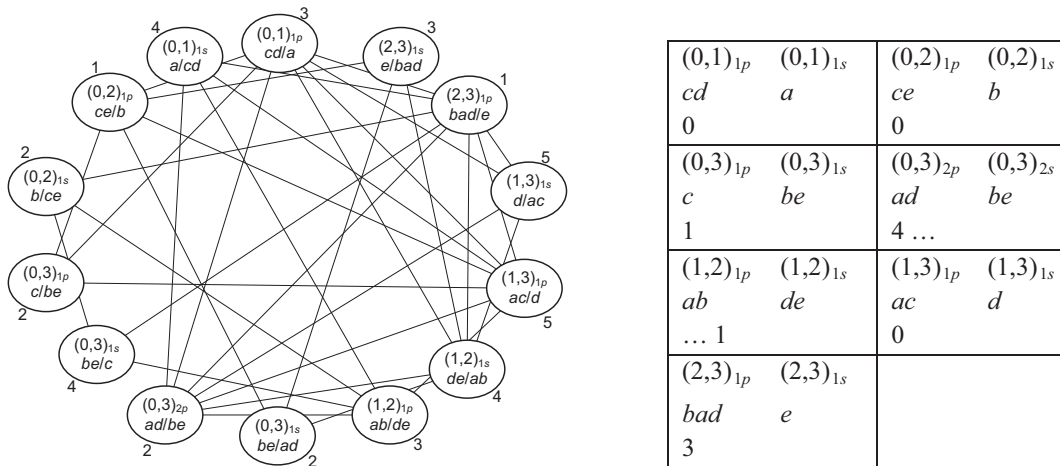 3
(0,1)1p
cd/a
3
(2,3)1s
e/bad
4
(0,1)1s
a/cd
1
(2,3)1p
bad/e
1
(0,2)1p
ce/b
5
(1,3)1s
d/ac
2
(0,2)1s
b/ce
(1,3)1p
ac/d
5
(0,3)1p
c/be
2
(0,3)1s
be/c
4
(1,2)1s
de/ab
4
(0,3)2p
ad/be
2
(0,3)1s
be/ad
2
(1,2)1p
ab/de
3
(0,1)1p (0,1)1s (0,2)1p (0,2)1s
cd a ce b
0 0
(0,3)1p (0,3)1s (0,3)2p (0,3)2s
c be ad be
1 4 …
(1,2)1p (1,2)1s (1,3)1p (1,3)1s
ab de ac d
… 1 0
(2,3)1p (2,3)1s
bad e
3